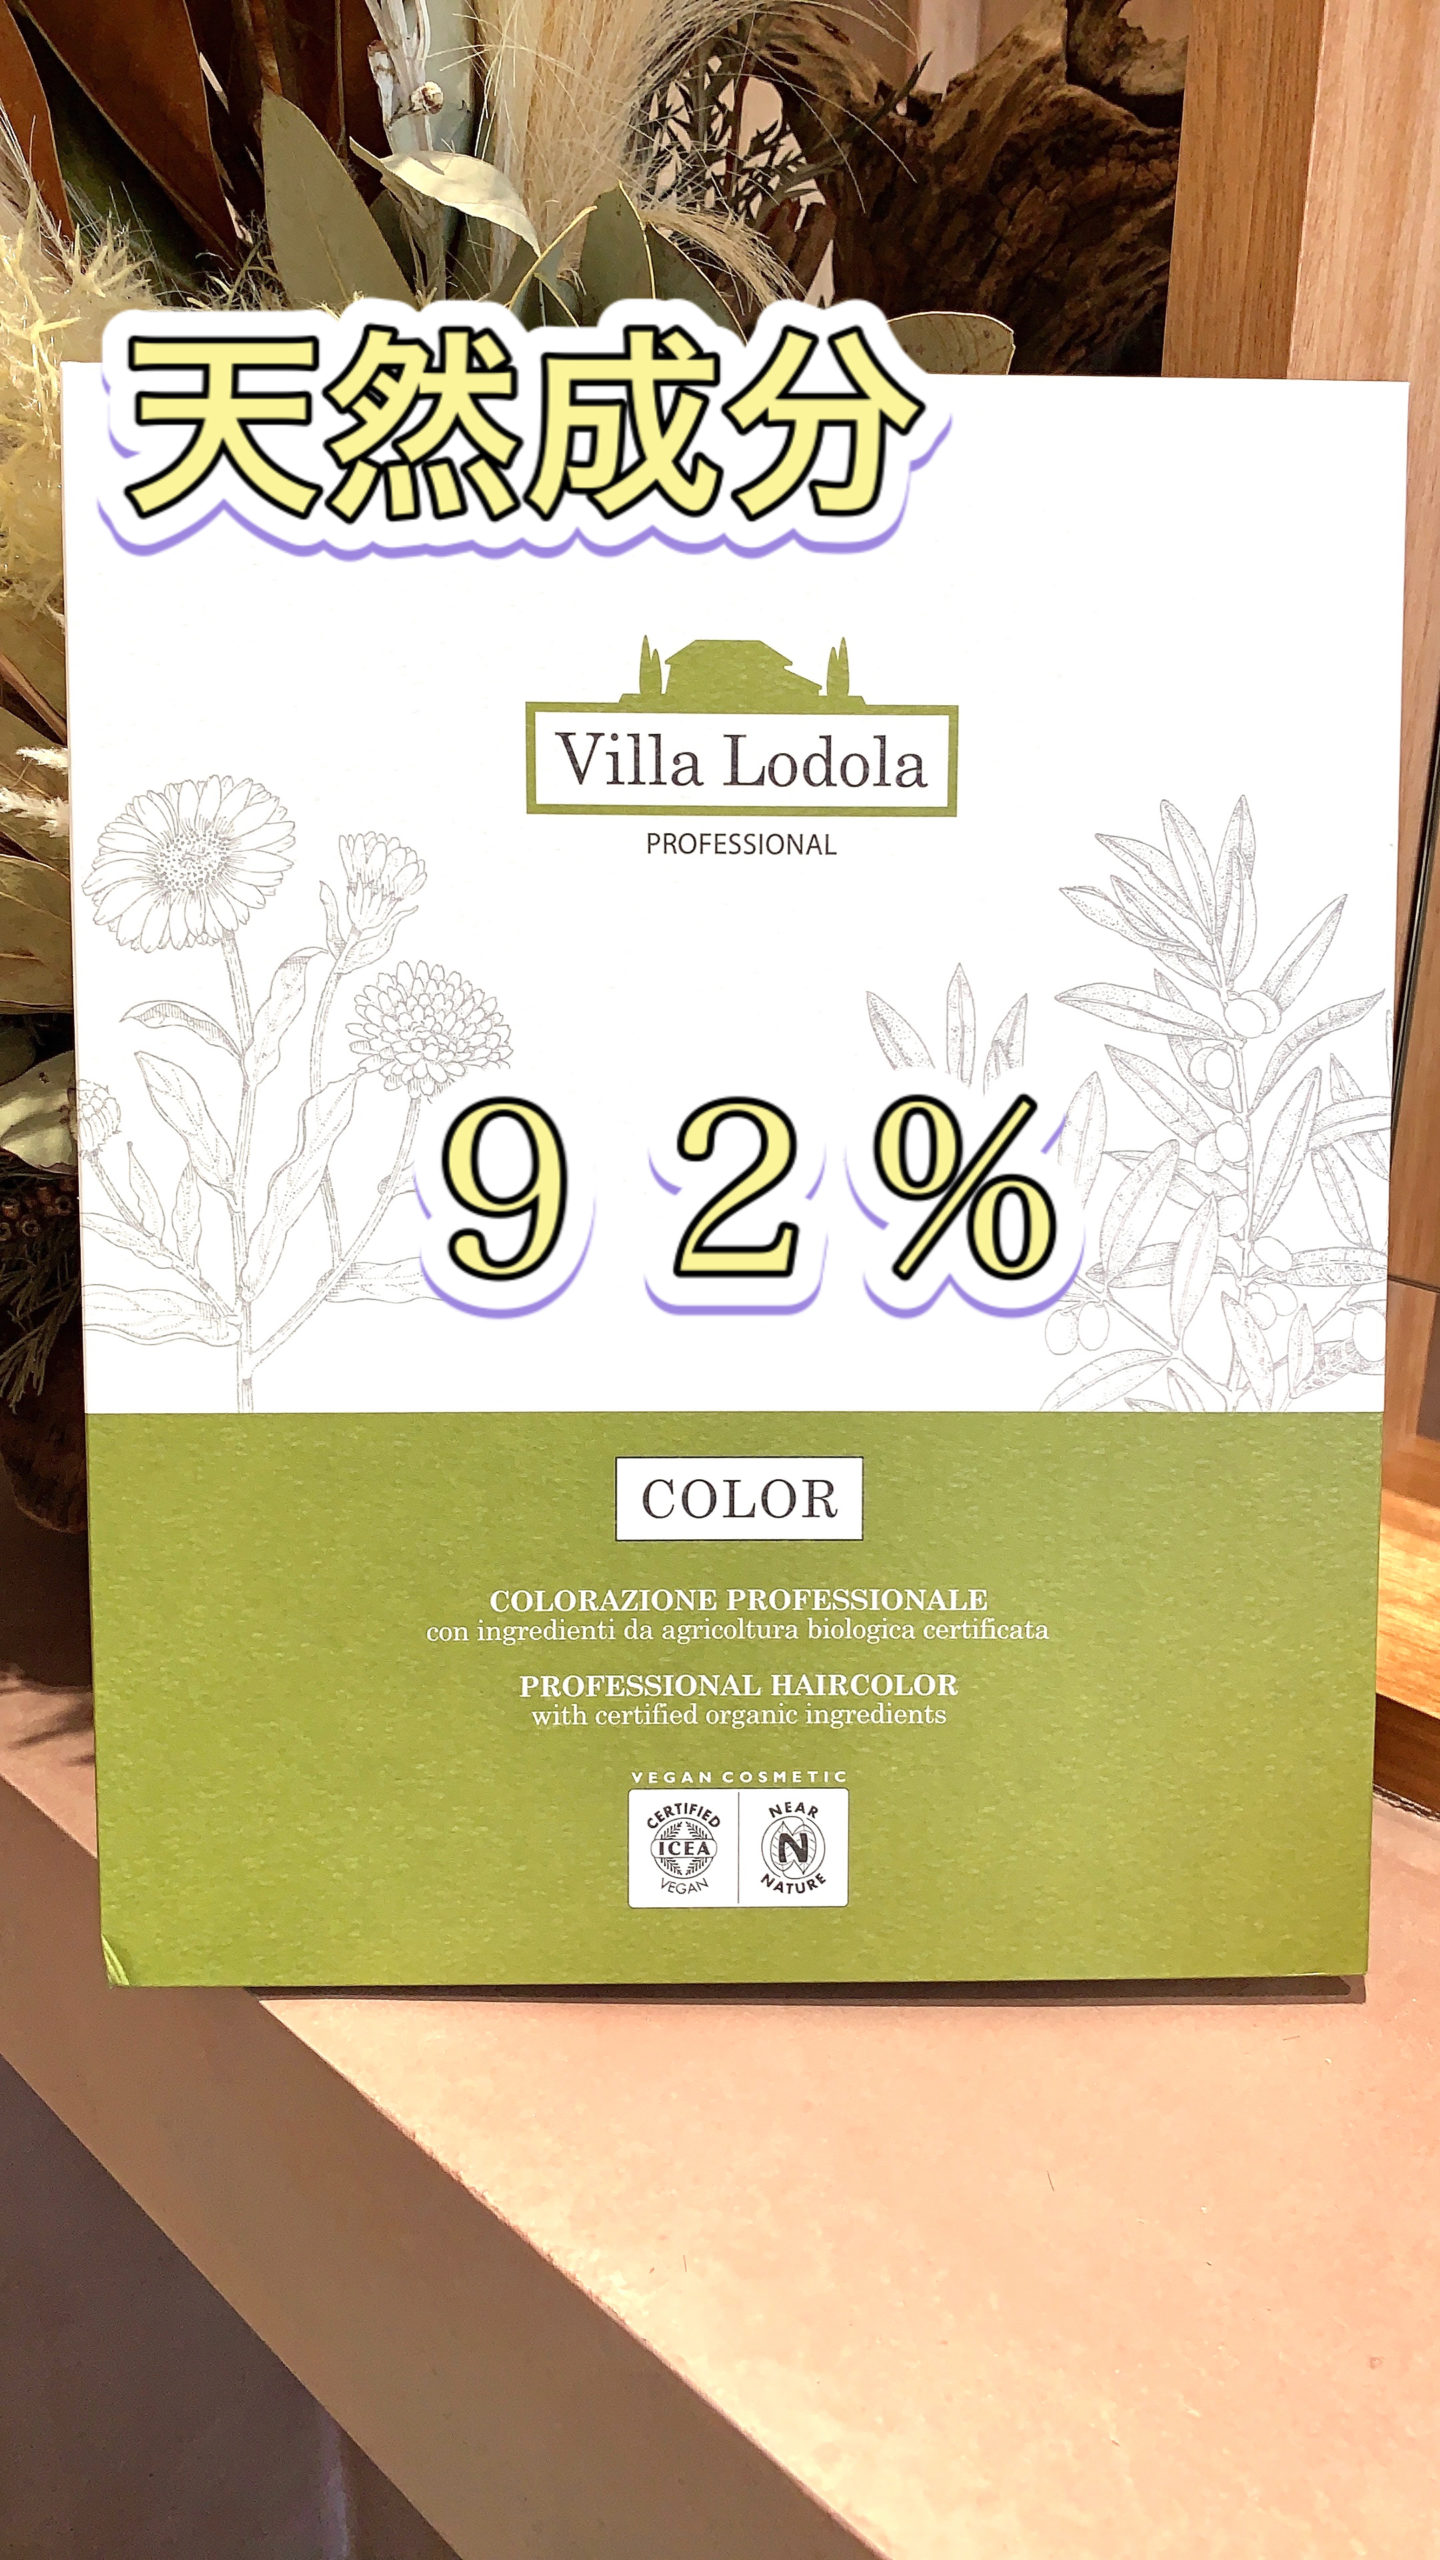 天然成分
Villa Lodola
PROFESSIONAL
９２％
COLOR
COLORAZIONE PROFESSIONALE
con ingredienti da agricoltura biologica certificata
PROFESSIONAL HAIRCOLOR
with certified organic ingredients
VEGAN COSMETIC
CERTIFIED
ICEA
VEGAN
NEAR
N
NATURE